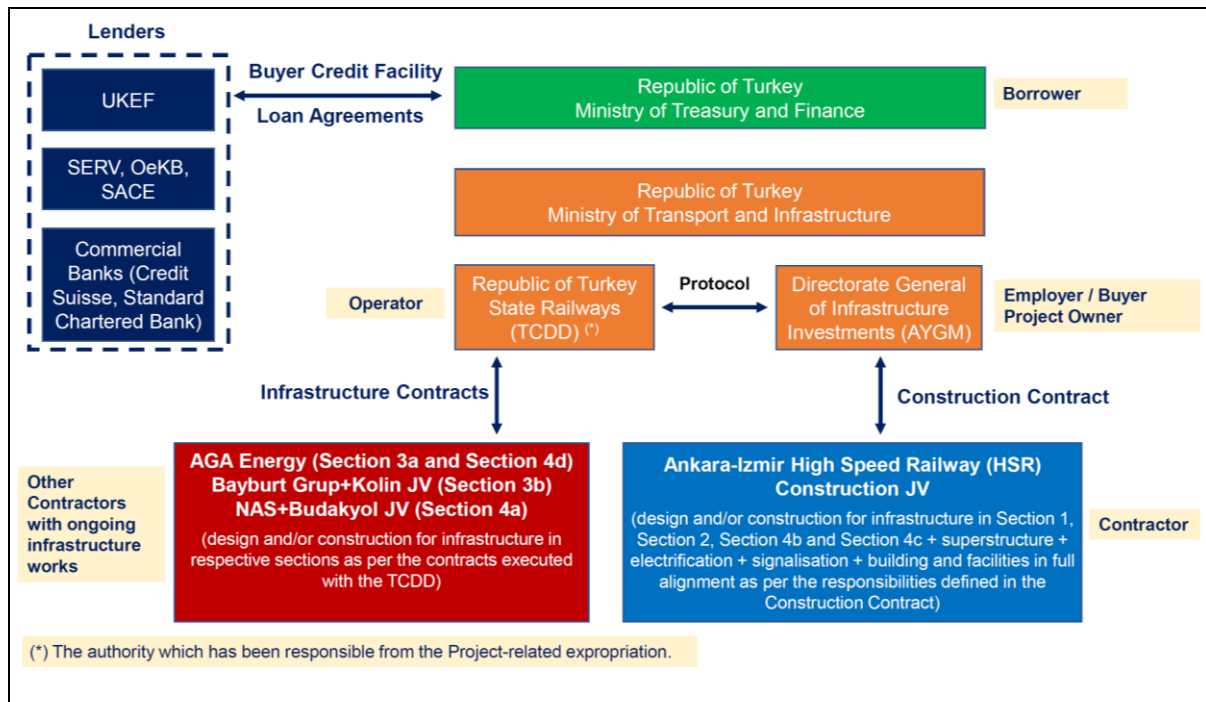 Lenders
UKEF
SERV, OeKB,
SACE
Commercial
Banks (Credit
Suisse, Standard
Chartered Bank)
Buyer Credit Facility
Loan Agreements
Republic of Turkey
Ministry of Treasury and Finance
Borrower
Republic of Turkey
Ministry of Transport and Infrastructure
Operator
Republic of Turkey
State Railways
(TCDD) (*)
Protocol
Directorate General
of Infrastructure
Investments (AYGM)
Employer / Buyer
Project Owner
Infrastructure Contracts
Construction Contract
Other
Contractors
with ongoing
infrastructure
works
AGA Energy (Section 3a and Section 4d)
Bayburt Grup+Kolin JV (Section 3b)
NAS+Budakyol JV (Section 4a)
(design and/or construction for infrastructure in
respective sections as per the contracts executed
with the TCDD)
Ankara-Izmir High Speed Railway (HSR)
Construction JV
(design and/or construction for infrastructure in Section 1,
Section 2, Section 4b and Section 4c + superstructure +
electrification + signalisation + building and facilities in full
alignment as per the responsibilities defined in the
Construction Contract)
Contractor
(*) The authority which has been responsible from the Project-related expropriation.